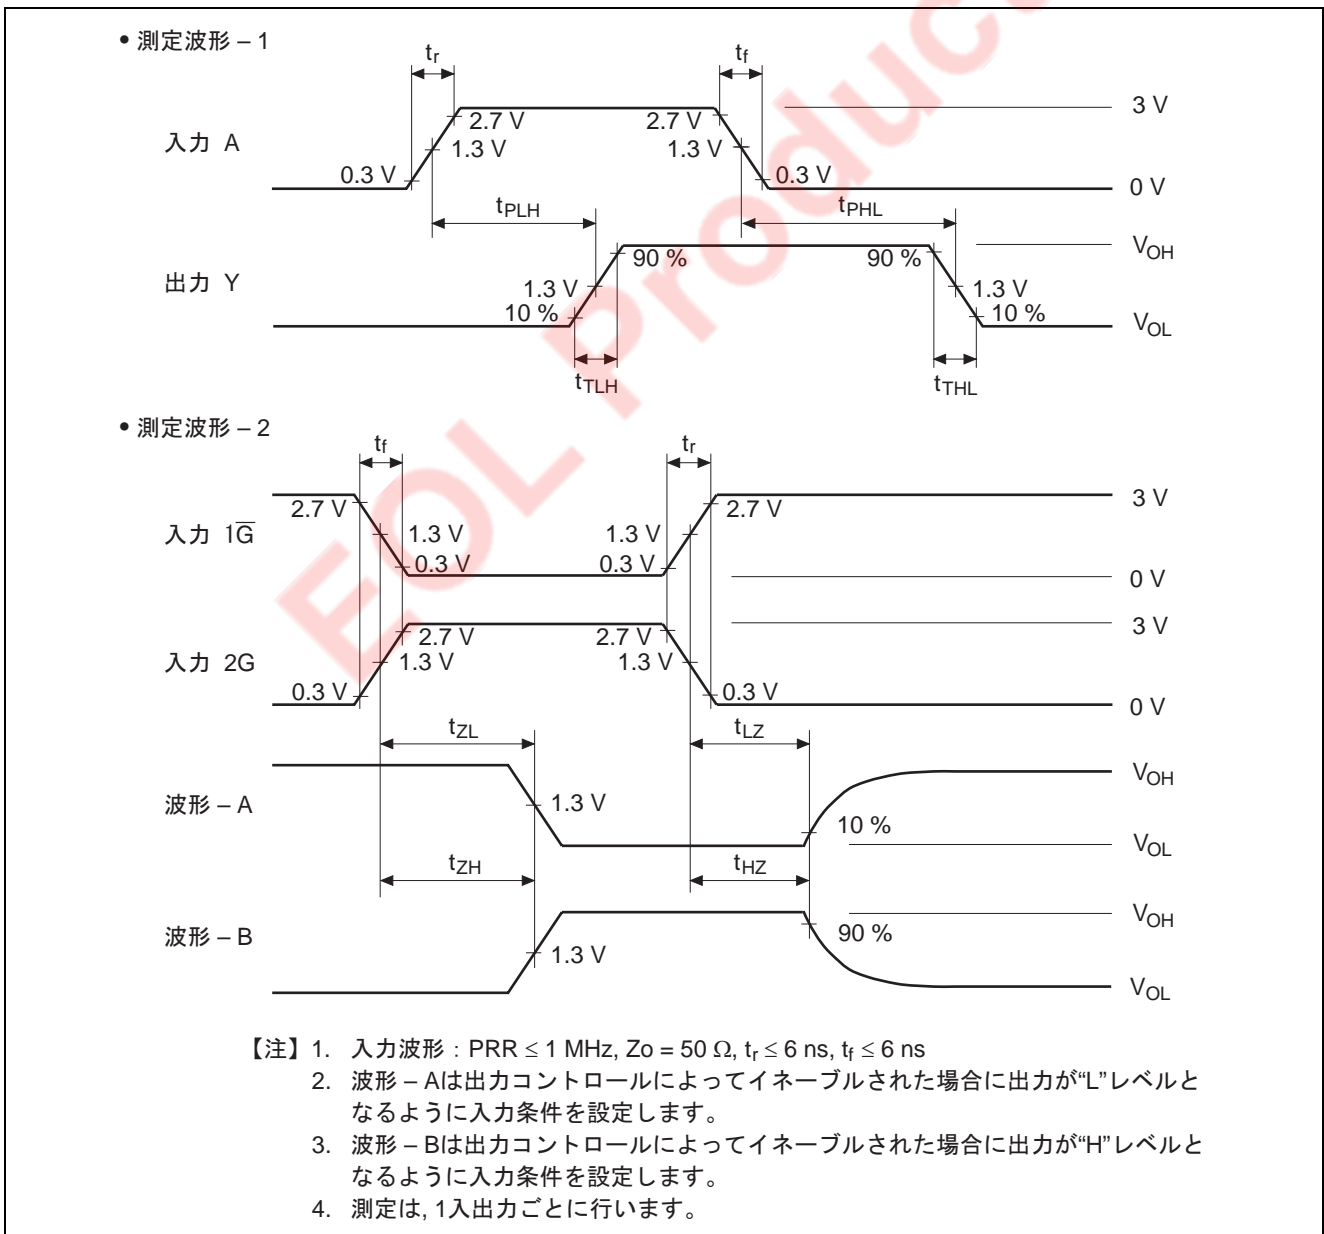 • 測定波形 – 1
tr
tf
入力 A
2.7 V
2.7 V
3 V
1.3 V
1.3 V
0.3 V
0.3 V
0 V
tPLH
tPHL
出力 Y
90 %
90 %
VOH
1.3 V
1.3 V
10 %
10 %
VOL
tTLH
tTHL
• 測定波形 – 2
tf
tr
入力 1G̅
2.7 V
2.7 V
3 V
1.3 V
1.3 V
0.3 V
0.3 V
0 V
入力 2G
2.7 V
2.7 V
3 V
1.3 V
1.3 V
0.3 V
0.3 V
0 V
tZL
tLZ
波形 – A
1.3 V
VOH
10 %
VOL
tZH
tHZ
波形 – B
1.3 V
VOH
90 %
VOL
【注】 1. 入力波形：PRR ≤ 1 MHz, Zo = 50 Ω, tr ≤ 6 ns, tf ≤ 6 ns
2. 波形 – Aは出力コントロールによってイネーブルされた場合に出力が“L”レベルと
なるように入力条件を設定します。
3. 波形 – Bは出力コントロールによってイネーブルされた場合に出力が“H”レベルと
なるように入力条件を設定します。
4. 測定は, 1入出力ごとに行います。
EOL Product